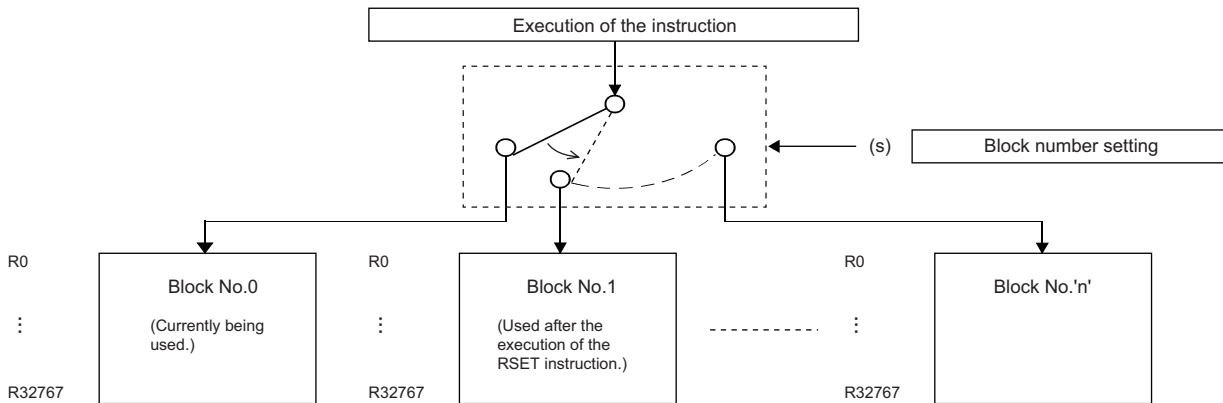 Execution of the instruction
(s)
Block number setting
R0
Block No.0
R0
Block No.1
R0
Block No.'n'
⋮
(Currently being
used.)
⋮
(Used after the
execution of the
RSET instruction.)
⋮
R32767
R32767
R32767